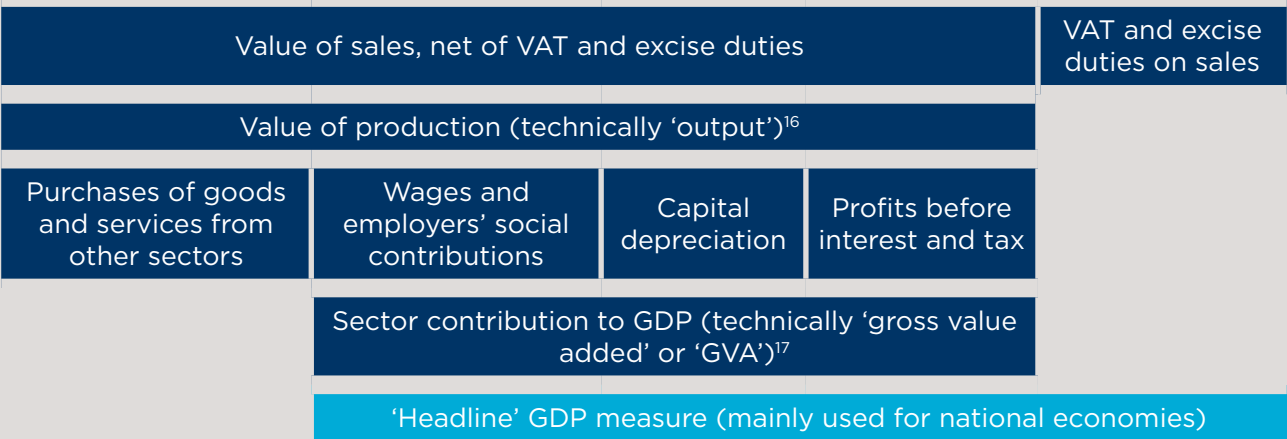 Value of sales, net of VAT and excise duties
VAT and excise
duties on sales
Value of production (technically ‘output’)¹⁶
Purchases of goods
and services from
other sectors
Wages and
employers’ social
contributions
Capital
depreciation
Profits before
interest and tax
Sector contribution to GDP (technically ‘gross value
added’ or ‘GVA’)¹⁷
‘Headline’ GDP measure (mainly used for national economies)